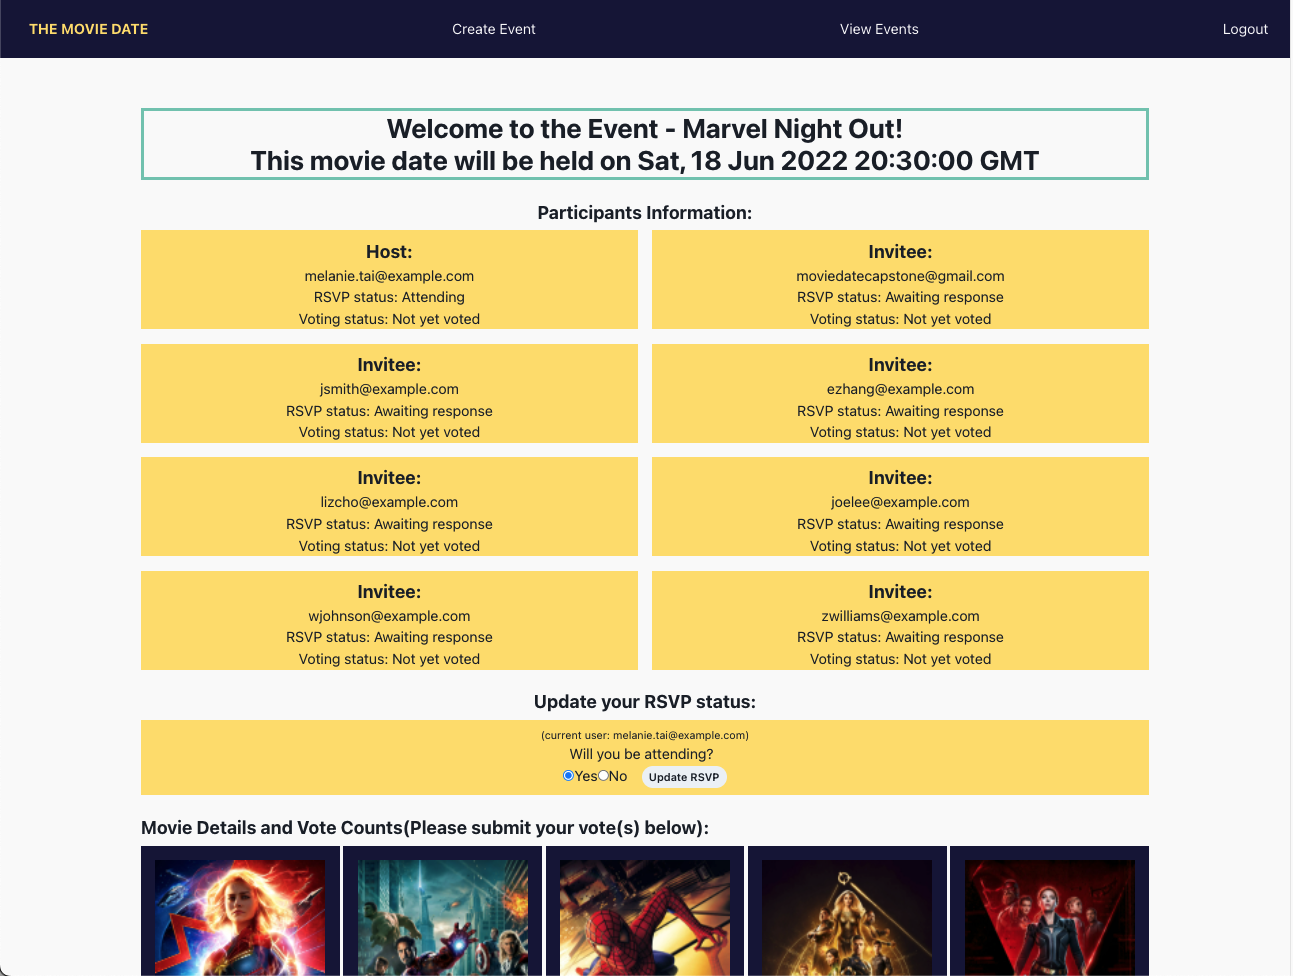 THE MOVIE DATE
Create Event
View Events
Logout
Welcome to the Event - Marvel Night Out!
This movie date will be held on Sat, 18 Jun 2022 20:30:00 GMT
Participants Information:
Host:
melanie.tai@example.com
RSVP status: Attending
Voting status: Not yet voted
Invitee:
moviedatecapstone@gmail.com
RSVP status: Awaiting response
Voting status: Not yet voted
Invitee:
jsmith@example.com
RSVP status: Awaiting response
Voting status: Not yet voted
Invitee:
ezhang@example.com
RSVP status: Awaiting response
Voting status: Not yet voted
Invitee:
lizcho@example.com
RSVP status: Awaiting response
Voting status: Not yet voted
Invitee:
joelee@example.com
RSVP status: Awaiting response
Voting status: Not yet voted
Invitee:
wjohnson@example.com
RSVP status: Awaiting response
Voting status: Not yet voted
Invitee:
zwilliams@example.com
RSVP status: Awaiting response
Voting status: Not yet voted
Update your RSVP status:
(current user: melanie.tai@example.com)
Will you be attending?
Yes No Update RSVP
Movie Details and Vote Counts(Please submit your vote(s) below):